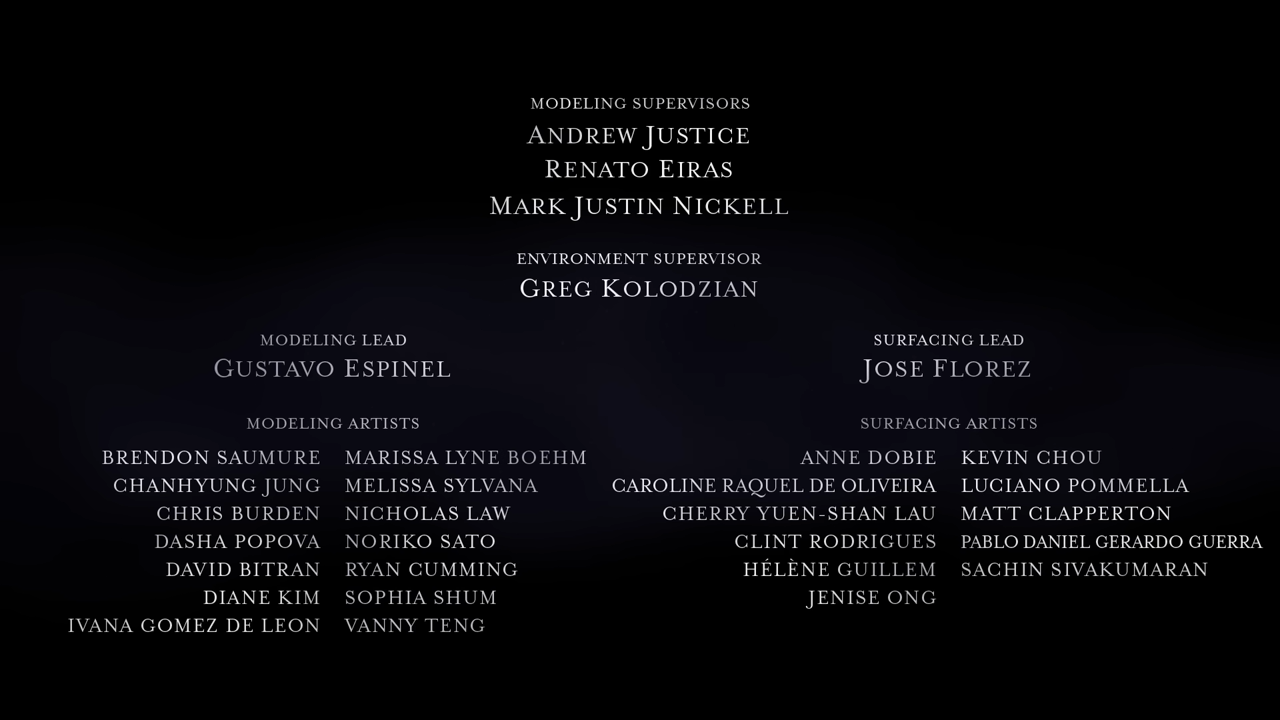 MODELING SUPERVISORS
ANDREW JUSTICE
RENATO EIRAS
MARK JUSTIN NICKELL
ENVIRONMENT SUPERVISOR
GREG KOLODZIAN
MODELING LEAD
GUSTAVO ESPINEL
MODELING ARTISTS
BRENDON SAUMURE MARISSA LYNE BOEHM
CHANHYUNG JUNG MELISSA SYLVANA
CHRIS BURDEN NICHOLAS LAW
DASHA POPOVA NORIKO SATO
DAVID BITRAN RYAN CUMMING
DIANE KIM SOPHIA SHUM
IVANA GOMEZ DE LEON VANNY TENG
SURFACING LEAD
JOSE FLOREZ
SURFACING ARTISTS
ANNE DOBIE KEVIN CHOU
CAROLINE RAQUEL DE OLIVEIRA LUCIANO POMMELLA
CHERRY YUEN-SHAN LAU MATT CLAPPERTON
CLINT RODRIGUES PABLO DANIEL GERARDO GUERRA
HÉLÈNE GUILLEM SACHIN SIVAKUMARAN
JENISE ONG